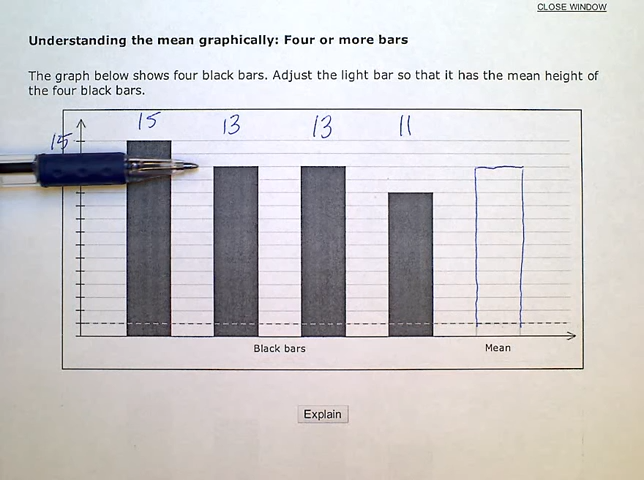 CLOSE WINDOW
Understanding the mean graphically: Four or more bars
The graph below shows four black bars. Adjust the light bar so that it has the mean height of
the four black bars.
15 13 13 11
15
Black bars Mean
Explain